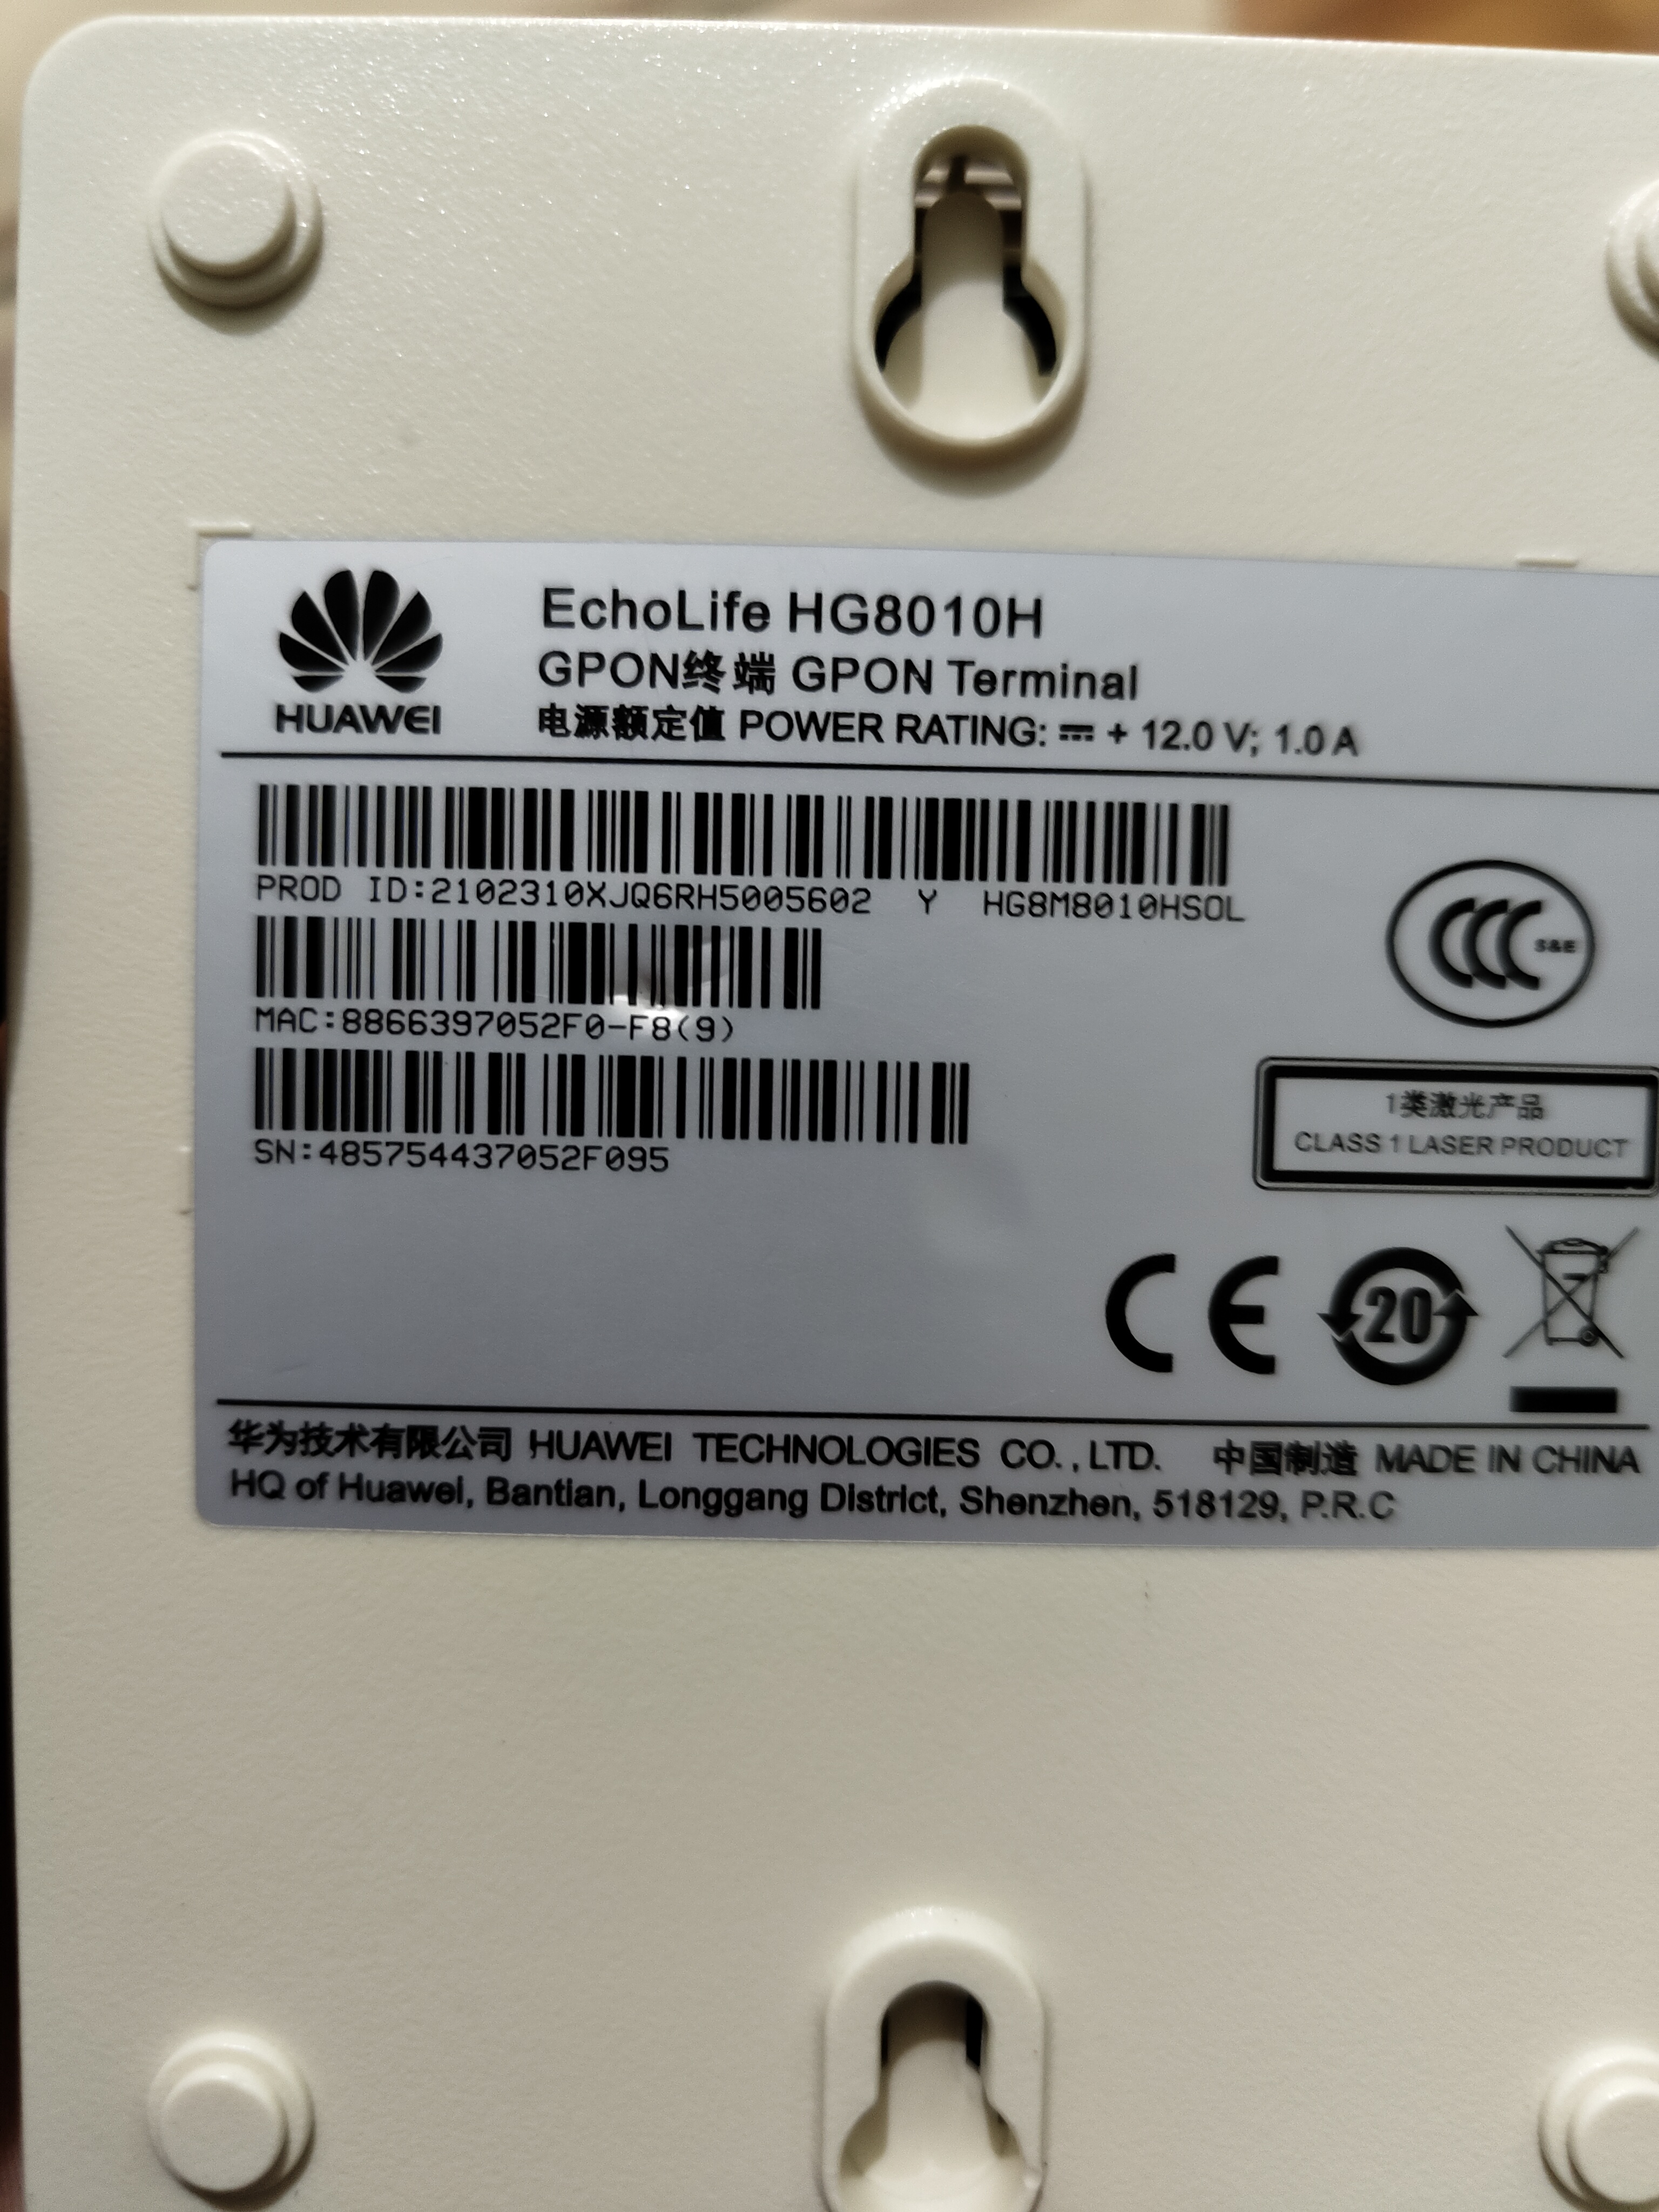 HUAWEI
EchoLife HG8010H
GPON终端 GPON Terminal
电源额定值 POWER RATING: ⎓ + 12.0 V; 1.0 A
PROD ID:2102310XJQ6RH5005602 Y HG8M8010HSOL
MAC:8866397052F0-F8(9)
SN:485754437052F095
CCC S&E
1类激光产品
CLASS 1 LASER PRODUCT
CE 20
华为技术有限公司 HUAWEI TECHNOLOGIES CO.,LTD. 中国制造 MADE IN CHINA
HQ of Huawei, Bantian, Longgang District, Shenzhen, 518129, P.R.C